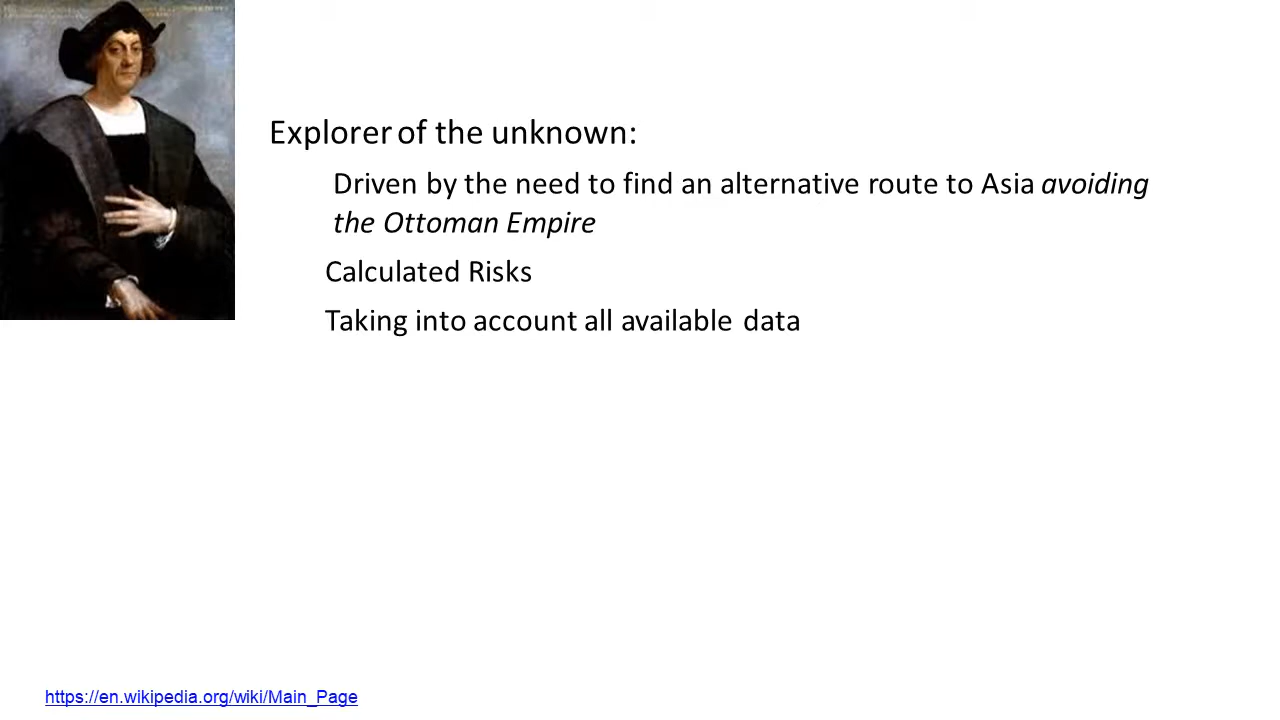 Explorer of the unknown:
Driven by the need to find an alternative route to Asia avoiding
the Ottoman Empire
Calculated Risks
Taking into account all available data
https://en.wikipedia.org/wiki/Main_Page